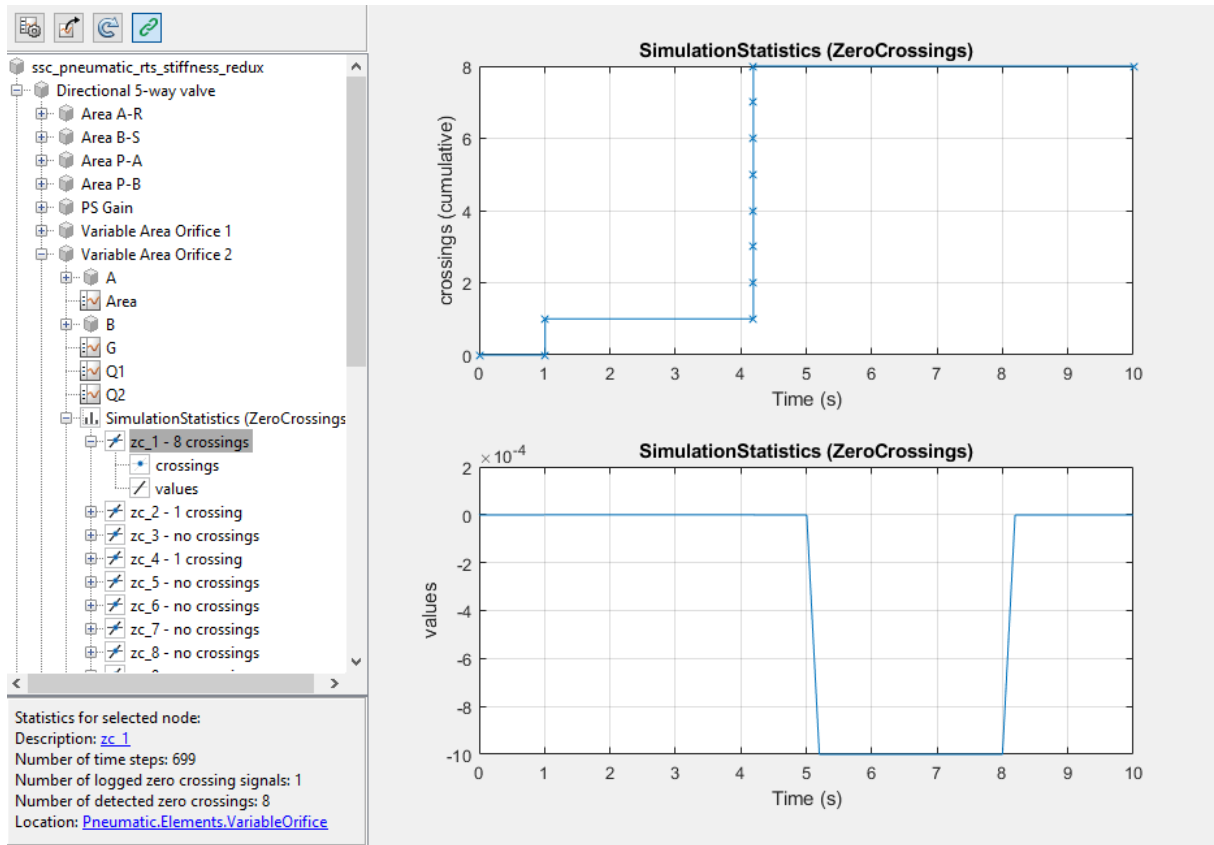 ssc_pneumatic_rts_stiffness_redux
Directional 5-way valve
Area A-R
Area B-S
Area P-A
Area P-B
PS Gain
Variable Area Orifice 1
Variable Area Orifice 2
A
Area
B
G
Q1
Q2
SimulationStatistics (ZeroCrossings
zc_1 - 8 crossings
crossings
values
zc_2 - 1 crossing
zc_3 - no crossings
zc_4 - 1 crossing
zc_5 - no crossings
zc_6 - no crossings
zc_7 - no crossings
zc_8 - no crossings
Statistics for selected node:
Description: zc_1
Number of time steps: 699
Number of logged zero crossing signals: 1
Number of detected zero crossings: 8
Location: Pneumatic.Elements.VariableOrifice
SimulationStatistics (ZeroCrossings)
crossings (cumulative)
8
6
4
2
0
0 1 2 3 4 5 6 7 8 9 10
Time (s)
SimulationStatistics (ZeroCrossings)
×10⁻⁴
values
2
0
-2
-4
-6
-8
-10
0 1 2 3 4 5 6 7 8 9 10
Time (s)